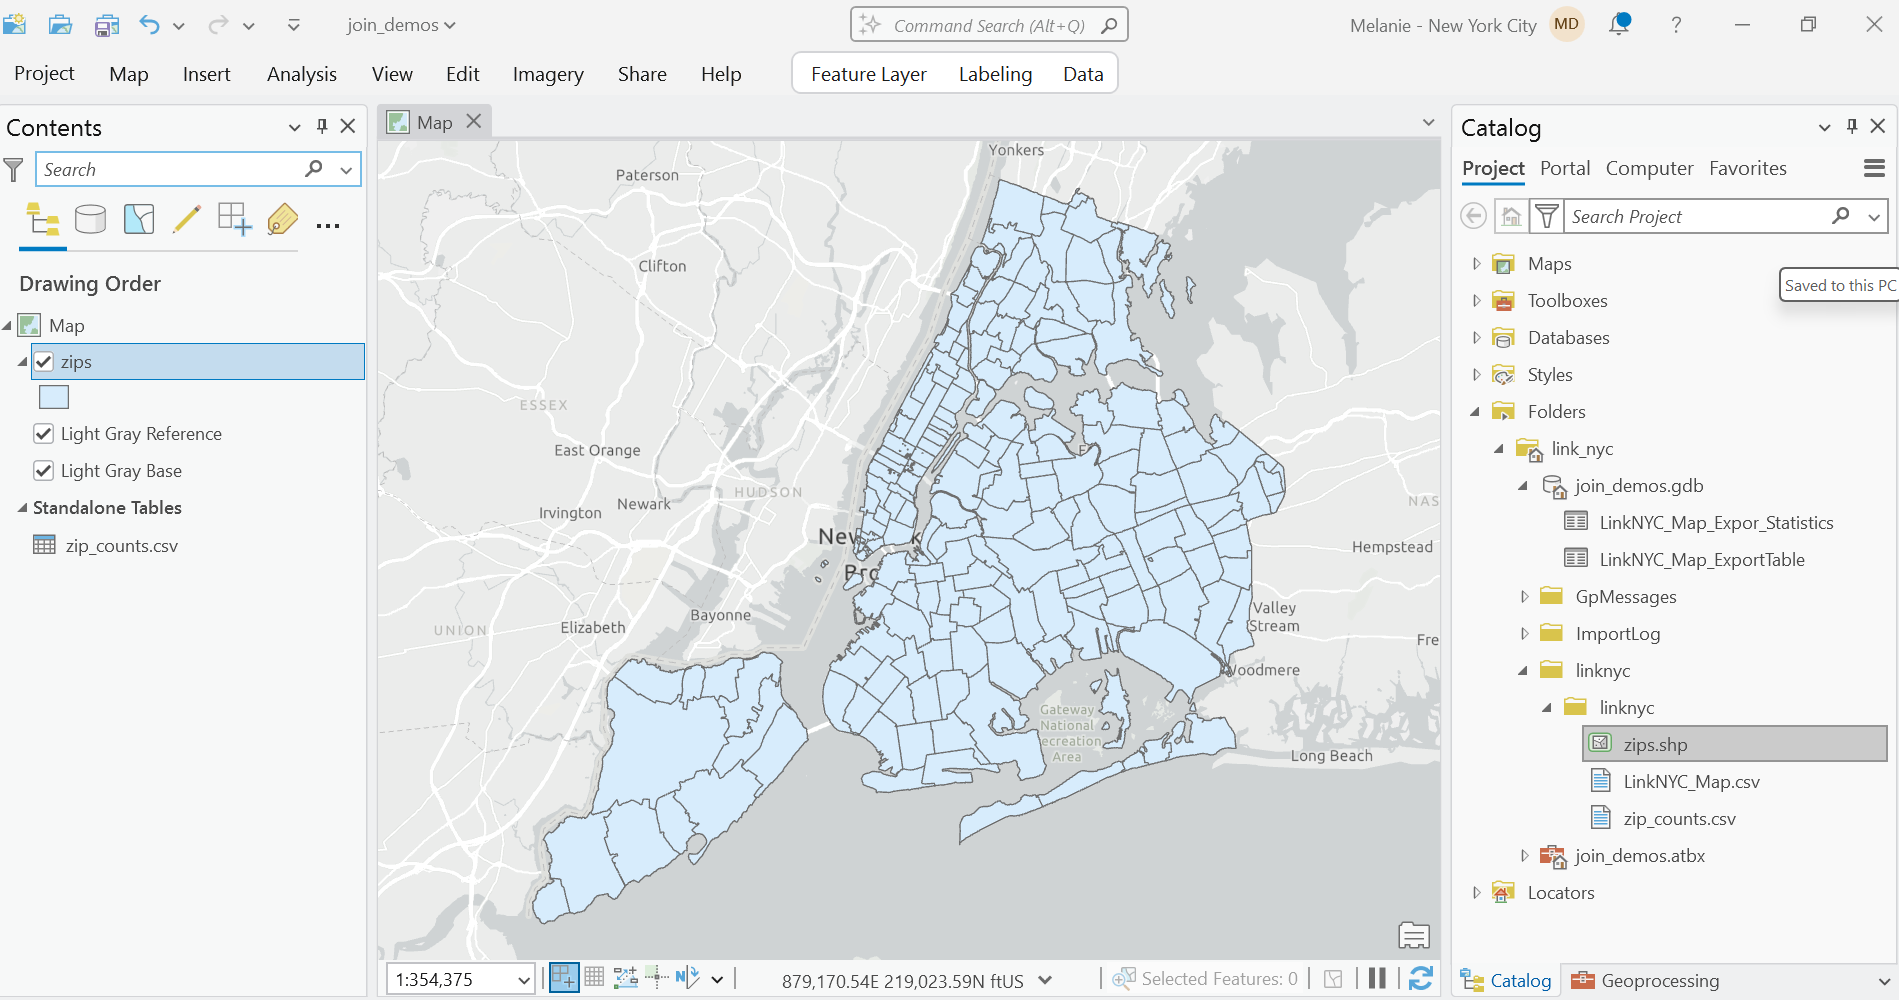 join_demos
Command Search (Alt+Q)
Melanie - New York City
MD
?
Project
Map
Insert
Analysis
View
Edit
Imagery
Share
Help
Feature Layer
Labeling
Data
Contents
Search
Drawing Order
Map
zips
Light Gray Reference
Light Gray Base
Standalone Tables
zip_counts.csv
Map
Yonkers
Paterson
Clifton
ESSEX
East Orange
HUDSON
Newark
Irvington
NAS
Hempstead
Bayonne
Elizabeth
UNION
Valley
Stream
Fre
Woodmere
Gateway
National
ecreation
Area
Long Beach
1:354,375
N
879,170.54E 219,023.59N ftUS
Selected Features: 0
Catalog
Project
Portal
Computer
Favorites
Search Project
Maps
Saved to this PC
Toolboxes
Databases
Styles
Folders
link_nyc
join_demos.gdb
LinkNYC_Map_Expor_Statistics
LinkNYC_Map_ExportTable
GpMessages
ImportLog
linknyc
linknyc
zips.shp
LinkNYC_Map.csv
zip_counts.csv
join_demos.atbx
Locators
Catalog
Geoprocessing